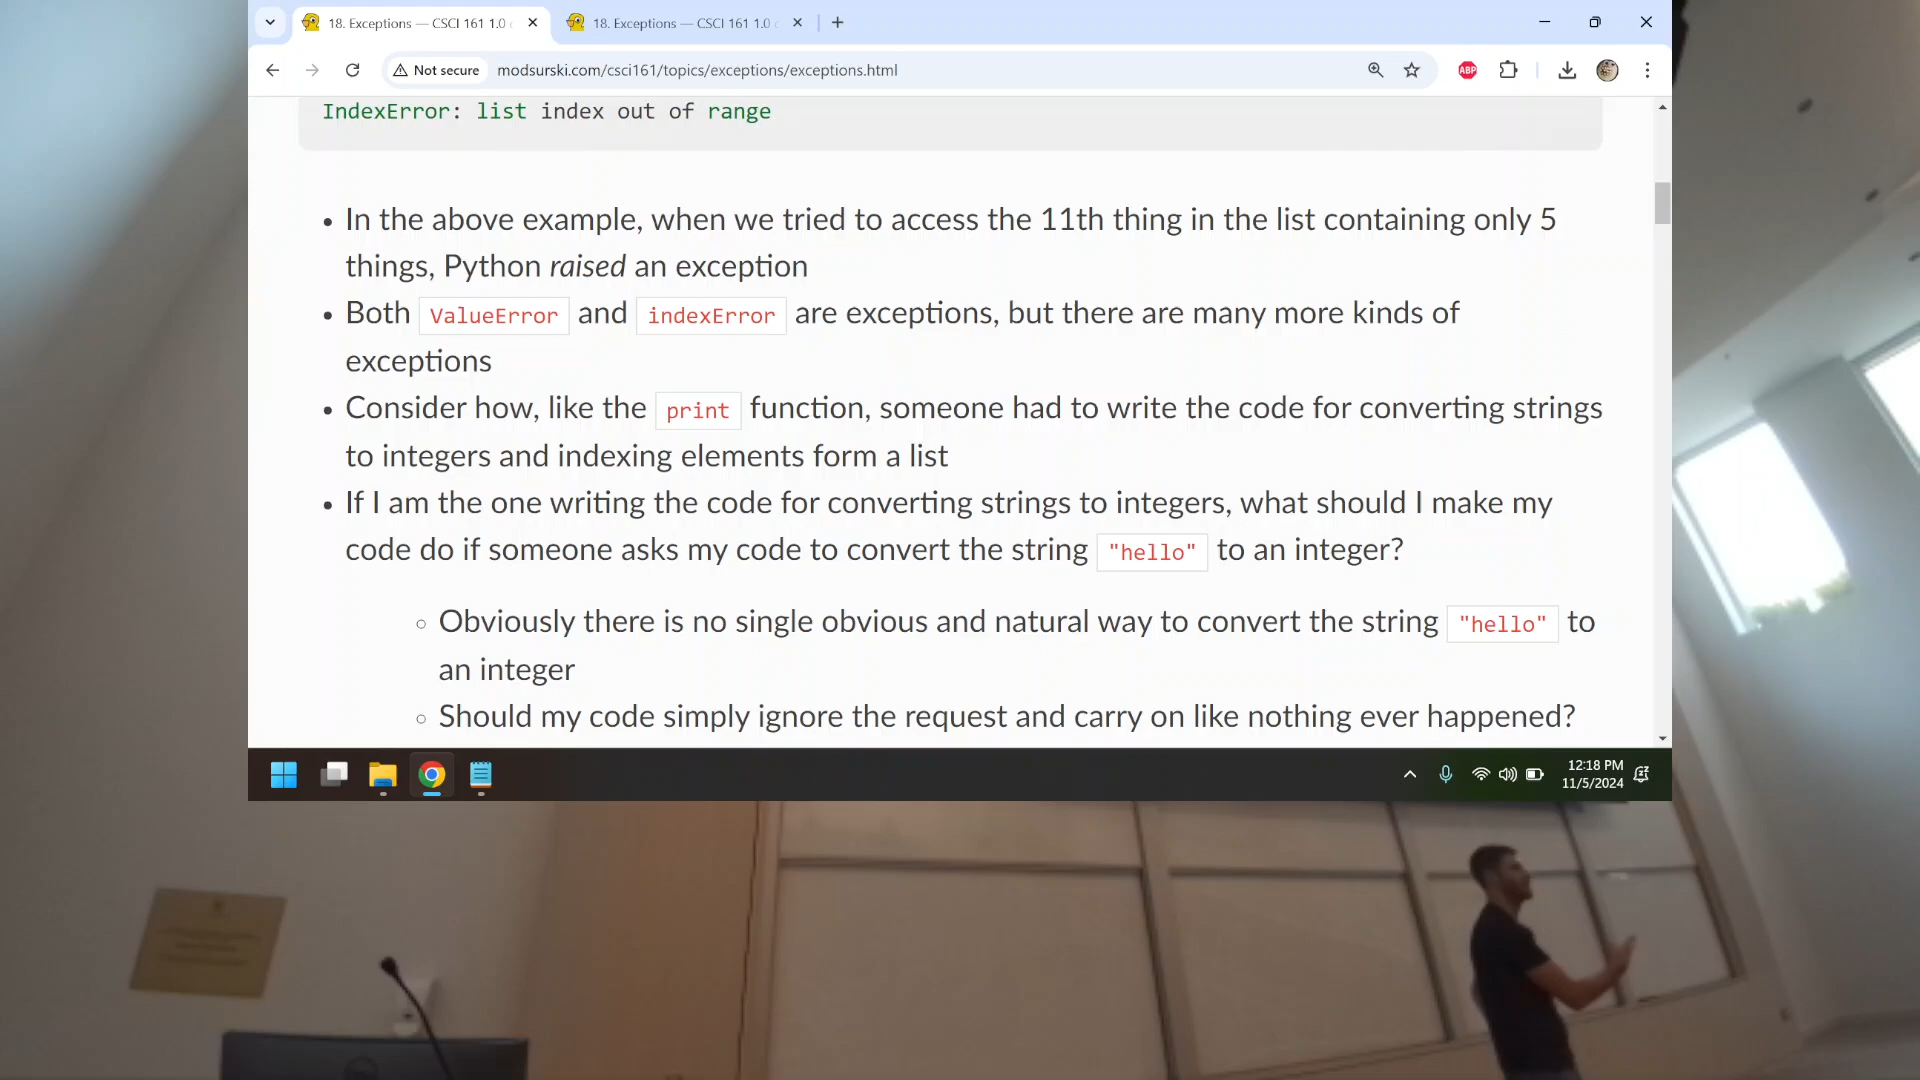 18. Exceptions — CSCI 161 1.0
18. Exceptions — CSCI 161 1.0
Not secure
modsurski.com/csci161/topics/exceptions/exceptions.html
ABP
IndexError: list index out of range
• In the above example, when we tried to access the 11th thing in the list containing only 5
things, Python raised an exception
• Both ValueError and indexError are exceptions, but there are many more kinds of
exceptions
• Consider how, like the print function, someone had to write the code for converting strings
to integers and indexing elements form a list
• If I am the one writing the code for converting strings to integers, what should I make my
code do if someone asks my code to convert the string "hello" to an integer?
○ Obviously there is no single obvious and natural way to convert the string "hello" to
an integer
○ Should my code simply ignore the request and carry on like nothing ever happened?
12:18 PM
11/5/2024